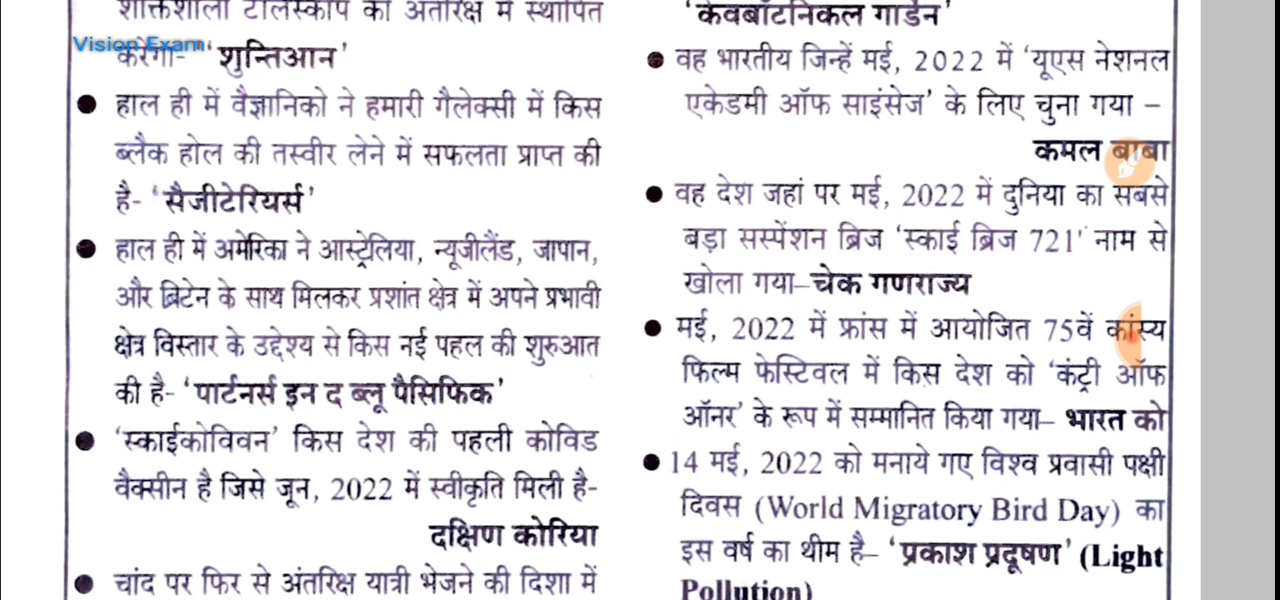 शक्तिशाली टेलिस्कोप को अंतरिक्ष में स्थापित
Vision Exam
करेगा- 'शुन्तिआन'
● हाल ही में वैज्ञानिको ने हमारी गैलेक्सी में किस
ब्लैक होल की तस्वीर लेने में सफलता प्राप्त की
है- 'सैजीटेरियर्स'
● हाल ही में अमेरिका ने आस्ट्रेलिया, न्यूजीलैंड, जापान,
और ब्रिटेन के साथ मिलकर प्रशांत क्षेत्र में अपने प्रभावी
क्षेत्र विस्तार के उद्देश्य से किस नई पहल की शुरुआत
की है- 'पार्टनर्स इन द ब्लू पैसिफिक'
● 'स्काईकोविवन' किस देश की पहली कोविड
वैक्सीन है जिसे जून, 2022 में स्वीकृति मिली है-
दक्षिण कोरिया
● चांद पर फिर से अंतरिक्ष यात्री भेजने की दिशा में
'केवबॉटनिकल गार्डेन'
● वह भारतीय जिन्हें मई, 2022 में 'यूएस नेशनल
एकेडमी ऑफ साइंसेज' के लिए चुना गया –
कमल बाबा
● वह देश जहां पर मई, 2022 में दुनिया का सबसे
बड़ा सस्पेंशन ब्रिज 'स्काई ब्रिज 721' नाम से
खोला गया–चेक गणराज्य
● मई, 2022 में फ्रांस में आयोजित 75वें कांस्य
फिल्म फेस्टिवल में किस देश को 'कंट्री ऑफ
ऑनर' के रूप में सम्मानित किया गया– भारत को
● 14 मई, 2022 को मनाये गए विश्व प्रवासी पक्षी
दिवस (World Migratory Bird Day) का
इस वर्ष का थीम है– 'प्रकाश प्रदूषण' (Light
Pollution)